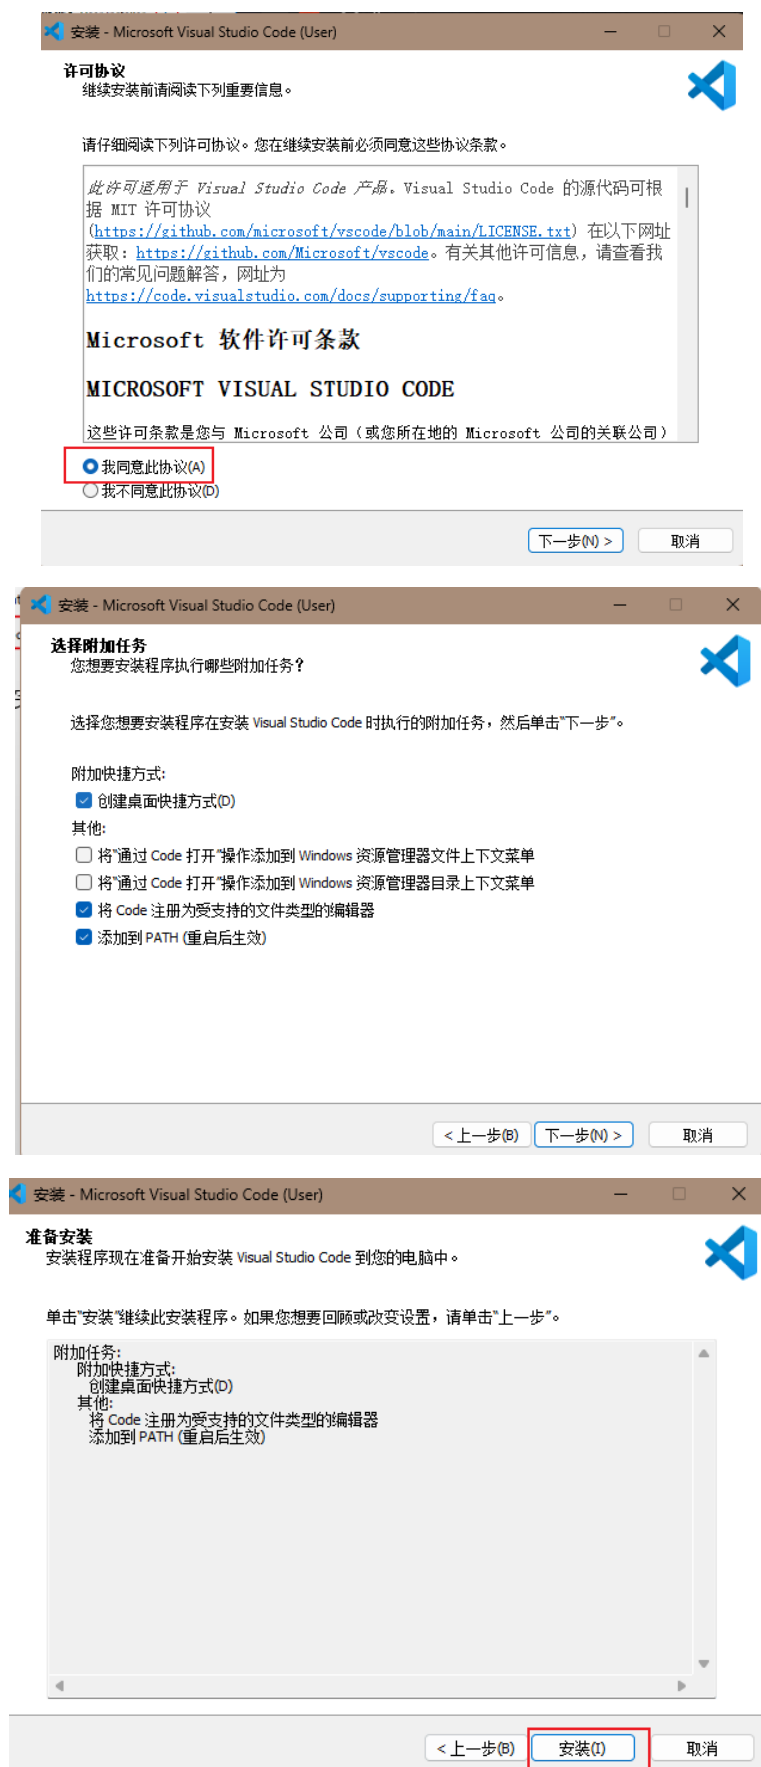 安装 - Microsoft Visual Studio Code (User)
许可协议
继续安装前请阅读下列重要信息。
请仔细阅读下列许可协议。您在继续安装前必须同意这些协议条款。
此许可适用于 Visual Studio Code 产品。Visual Studio Code 的源代码可根
据 MIT 许可协议
(https://github.com/microsoft/vscode/blob/main/LICENSE.txt) 在以下网址
获取：https://github.com/Microsoft/vscode。有关其他许可信息，请查看我
们的常见问题解答，网址为
https://code.visualstudio.com/docs/supporting/faq。
Microsoft 软件许可条款
MICROSOFT VISUAL STUDIO CODE
这些许可条款是您与 Microsoft 公司（或您所在地的 Microsoft 公司的关联公司）
我同意此协议(A)
我不同意此协议(D)
下一步(N) >
取消
安装 - Microsoft Visual Studio Code (User)
选择附加任务
您想要安装程序执行哪些附加任务？
选择您想要安装程序在安装 Visual Studio Code 时执行的附加任务，然后单击“下一步”。
附加快捷方式:
创建桌面快捷方式(D)
其他:
将“通过 Code 打开”操作添加到 Windows 资源管理器文件上下文菜单
将“通过 Code 打开”操作添加到 Windows 资源管理器目录上下文菜单
将 Code 注册为受支持的文件类型的编辑器
添加到 PATH (重启后生效)
< 上一步(B)
下一步(N) >
取消
安装 - Microsoft Visual Studio Code (User)
准备安装
安装程序现在准备开始安装 Visual Studio Code 到您的电脑中。
单击“安装”继续此安装程序。如果您想要回顾或改变设置，请单击“上一步”。
附加任务:
附加快捷方式:
创建桌面快捷方式(D)
其他:
将 Code 注册为受支持的文件类型的编辑器
添加到 PATH (重启后生效)
< 上一步(B)
安装(I)
取消